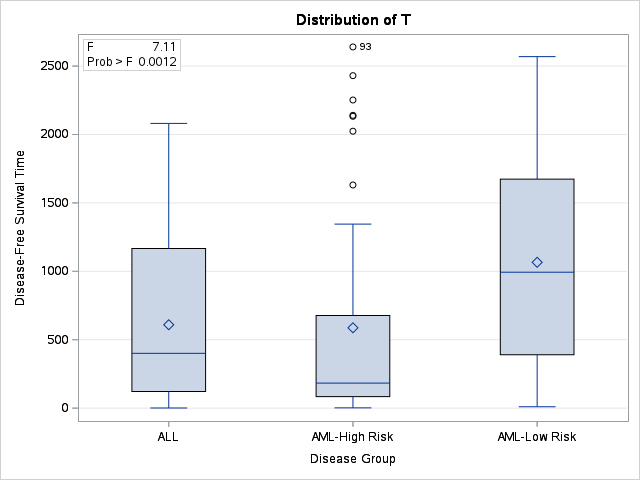 Distribution of T
F 7.11
Prob > F 0.0012
93
Disease-Free Survival Time
2500
2000
1500
1000
500
0
ALL
AML-High Risk
AML-Low Risk
Disease Group